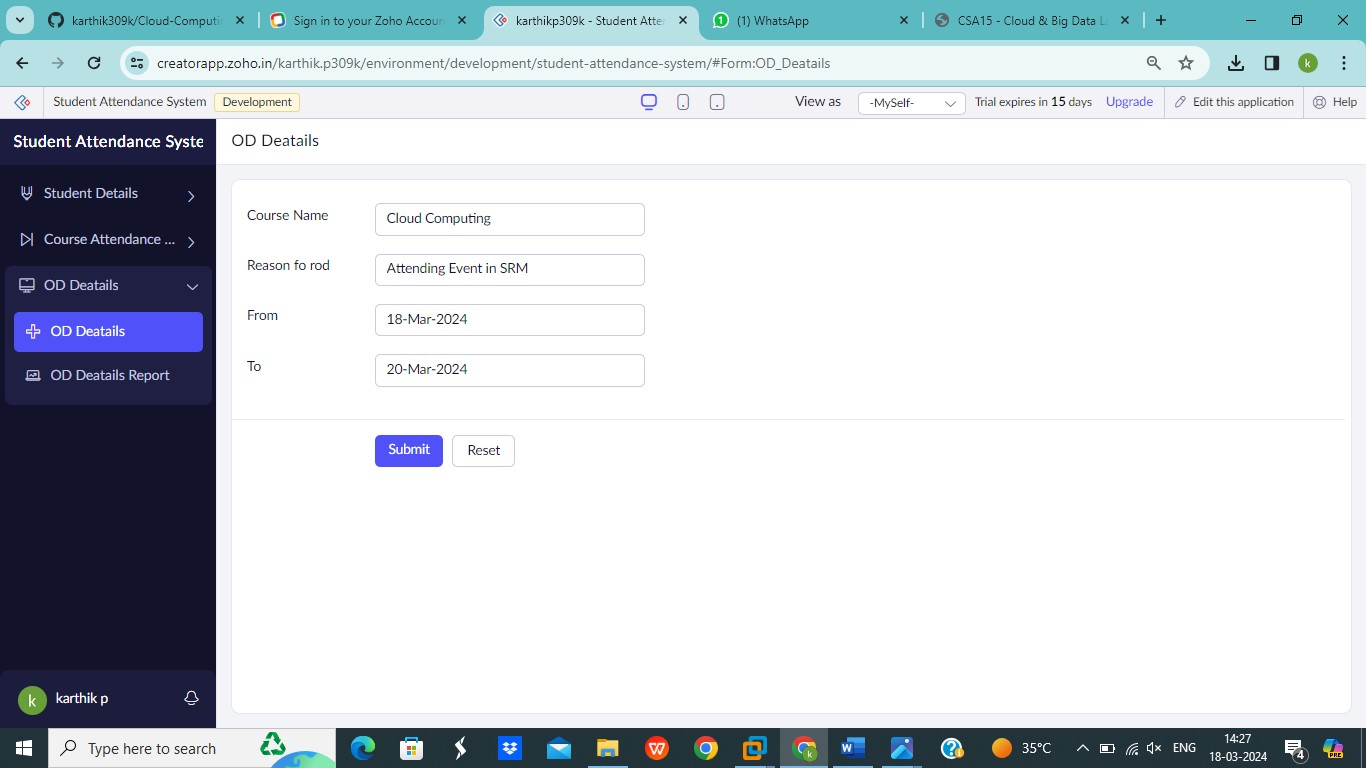 karthik309k/Cloud-Computi
Sign in to your Zoho Accoun
karthikp309k - Student Atte
(1) WhatsApp
CSA15 - Cloud & Big Data L
creatorapp.zoho.in/karthik.p309k/environment/development/student-attendance-system/#Form:OD_Deatails
k
Student Attendance System
Development
View as
-MySelf-
Trial expires in 15 days
Upgrade
Edit this application
Help
Student Attendance Syste
OD Deatails
Student Details
Course Attendance ...
OD Deatails
OD Deatails
OD Deatails Report
Course Name
Cloud Computing
Reason fo rod
Attending Event in SRM
From
18-Mar-2024
To
20-Mar-2024
Submit
Reset
k
karthik p
Type here to search
35°C
ENG
14:27
18-03-2024
4
PRE